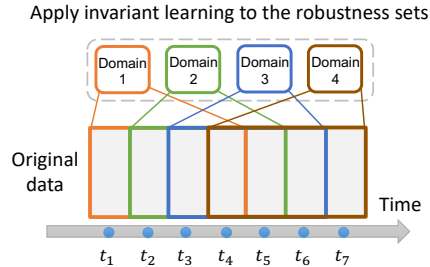 Apply invariant learning to the robustness sets
Domain 1
Domain 2
Domain 3
Domain 4
Original data
Time
t₁ t₂ t₃ t₄ t₅ t₆ t₇